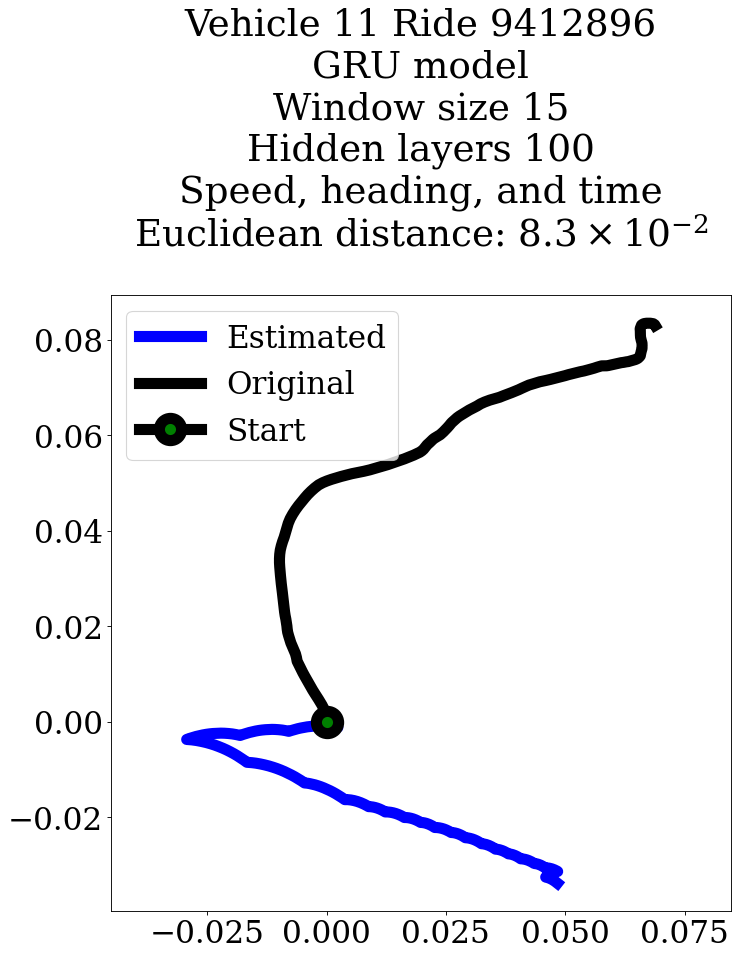 Vehicle 11 Ride 9412896
GRU model
Window size 15
Hidden layers 100
Speed, heading, and time
Euclidean distance: 8.3 × 10⁻²
Estimated
Original
Start
0.08
0.06
0.04
0.02
0.00
−0.02
−0.025 0.000 0.025 0.050 0.075